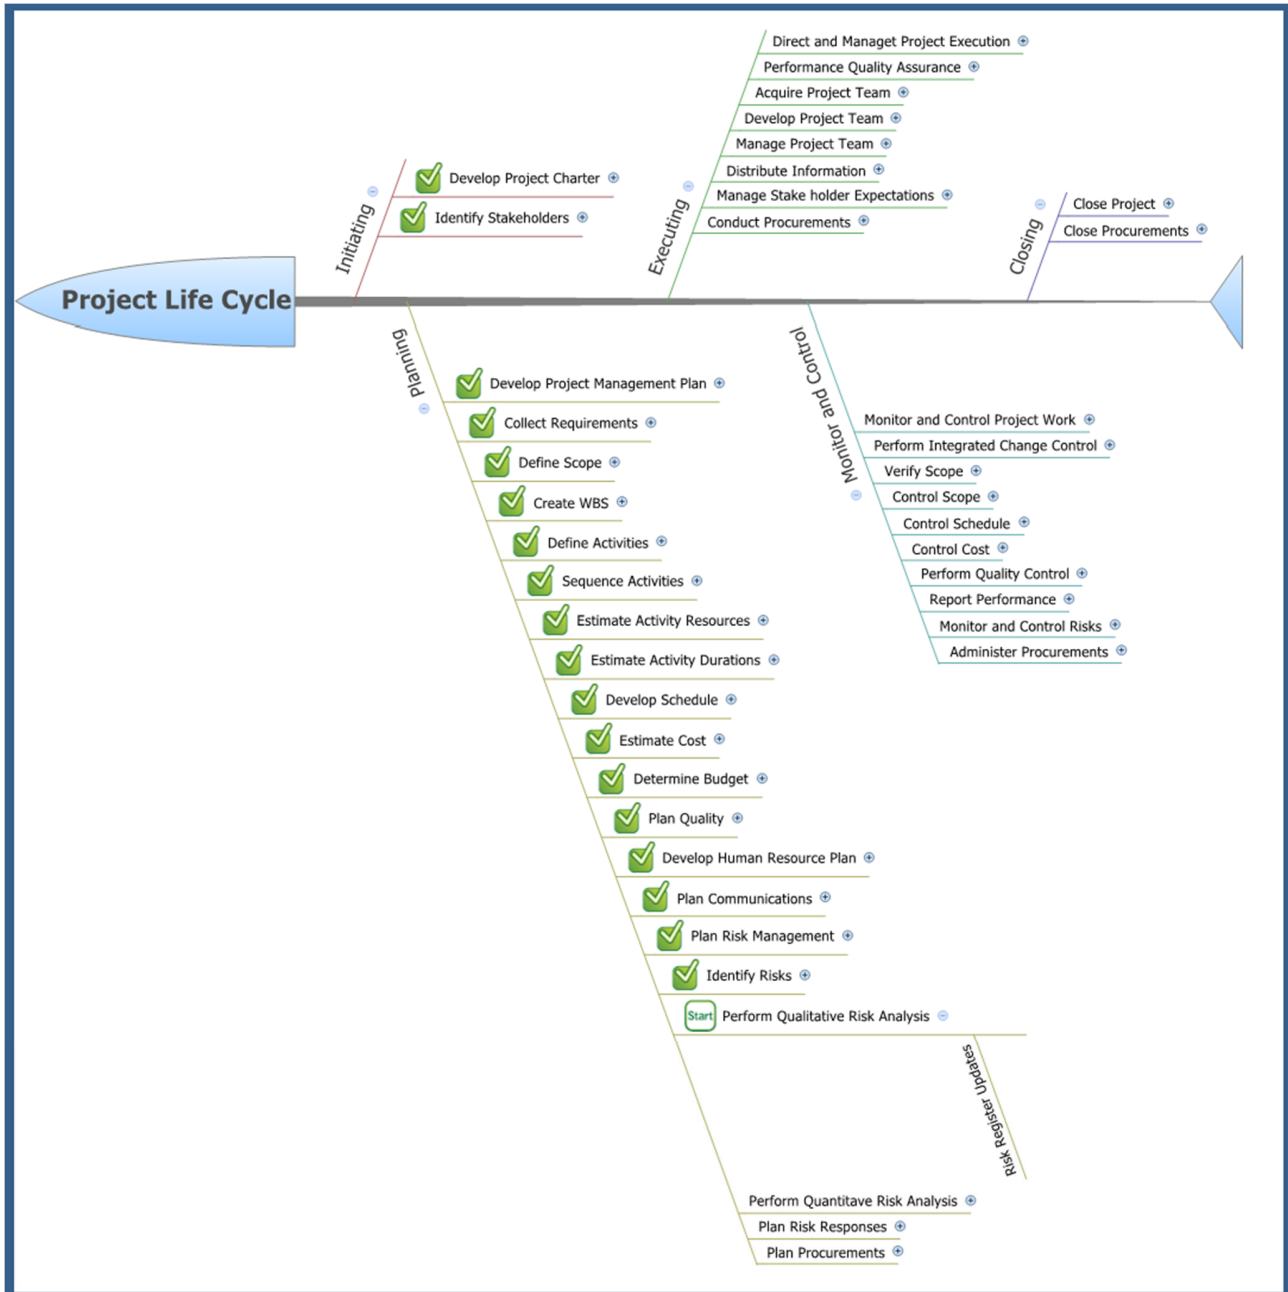 Project Life Cycle
Initiating
Develop Project Charter
Identify Stakeholders
Executing
Direct and Managet Project Execution
Performance Quality Assurance
Acquire Project Team
Develop Project Team
Manage Project Team
Distribute Information
Manage Stake holder Expectations
Conduct Procurements
Closing
Close Project
Close Procurements
Planning
Develop Project Management Plan
Collect Requirements
Define Scope
Create WBS
Define Activities
Sequence Activities
Estimate Activity Resources
Estimate Activity Durations
Develop Schedule
Estimate Cost
Determine Budget
Plan Quality
Develop Human Resource Plan
Plan Communications
Plan Risk Management
Identify Risks
Start Perform Qualitative Risk Analysis
Risk Register Updates
Perform Quantitave Risk Analysis
Plan Risk Responses
Plan Procurements
Monitor and Control
Monitor and Control Project Work
Perform Integrated Change Control
Verify Scope
Control Scope
Control Schedule
Control Cost
Perform Quality Control
Report Performance
Monitor and Control Risks
Administer Procurements